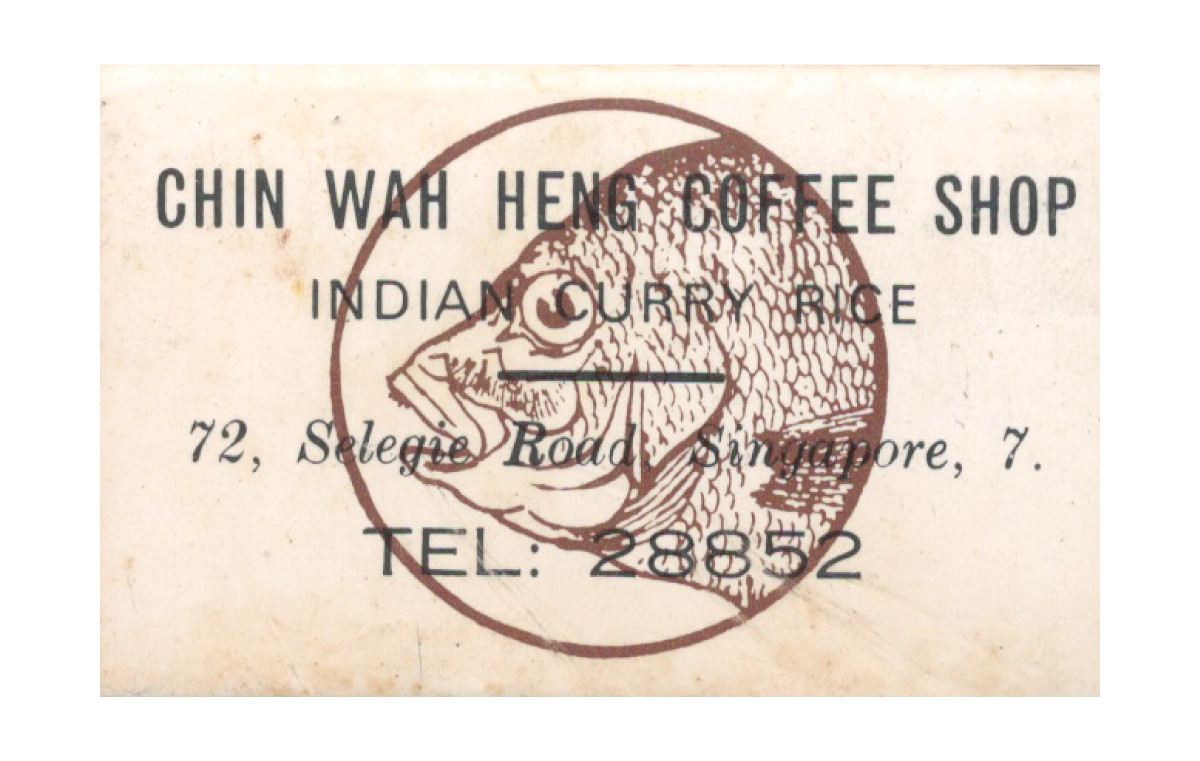 CHIN WAH HENG COFFEE SHOP
INDIAN CURRY RICE
72, Selegie Road, Singapore, 7.
TEL: 28852